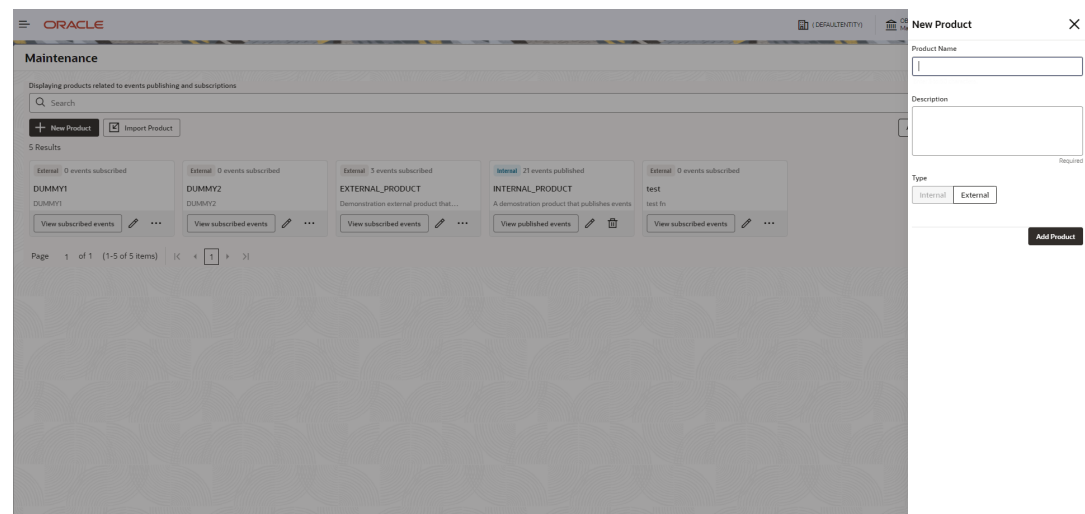 ORACLE
( DEFAULTENTITY)
New Product
Maintenance
Product Name
Displaying products related to events publishing and subscriptions
Search
Description
New Product
Import Product
5 Results
Required
External 0 events subscribed
DUMMY1
DUMMY1
View subscribed events
External 0 events subscribed
DUMMY2
DUMMY2
View subscribed events
External 3 events subscribed
EXTERNAL_PRODUCT
Demonstration external product that....
View subscribed events
Internal 21 events published
INTERNAL_PRODUCT
A demostration product that publishes events
View published events
External 0 events subscribed
test
test fn
View subscribed events
Type
Internal External
Add Product
Page 1 of 1 (1-5 of 5 items) 1